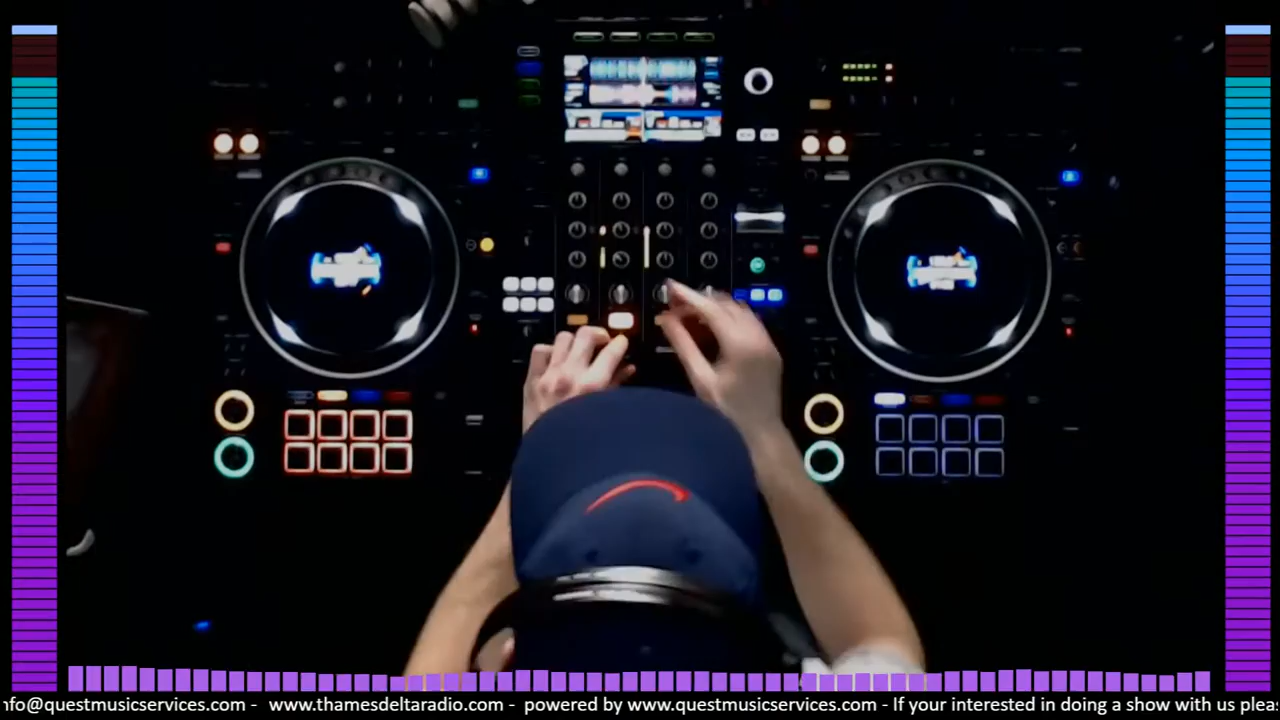 nfo@questmusicservices.com - www.thamesdeltaradio.com - powered by www.questmusicservices.com - If your interested in doing a show with us pleas